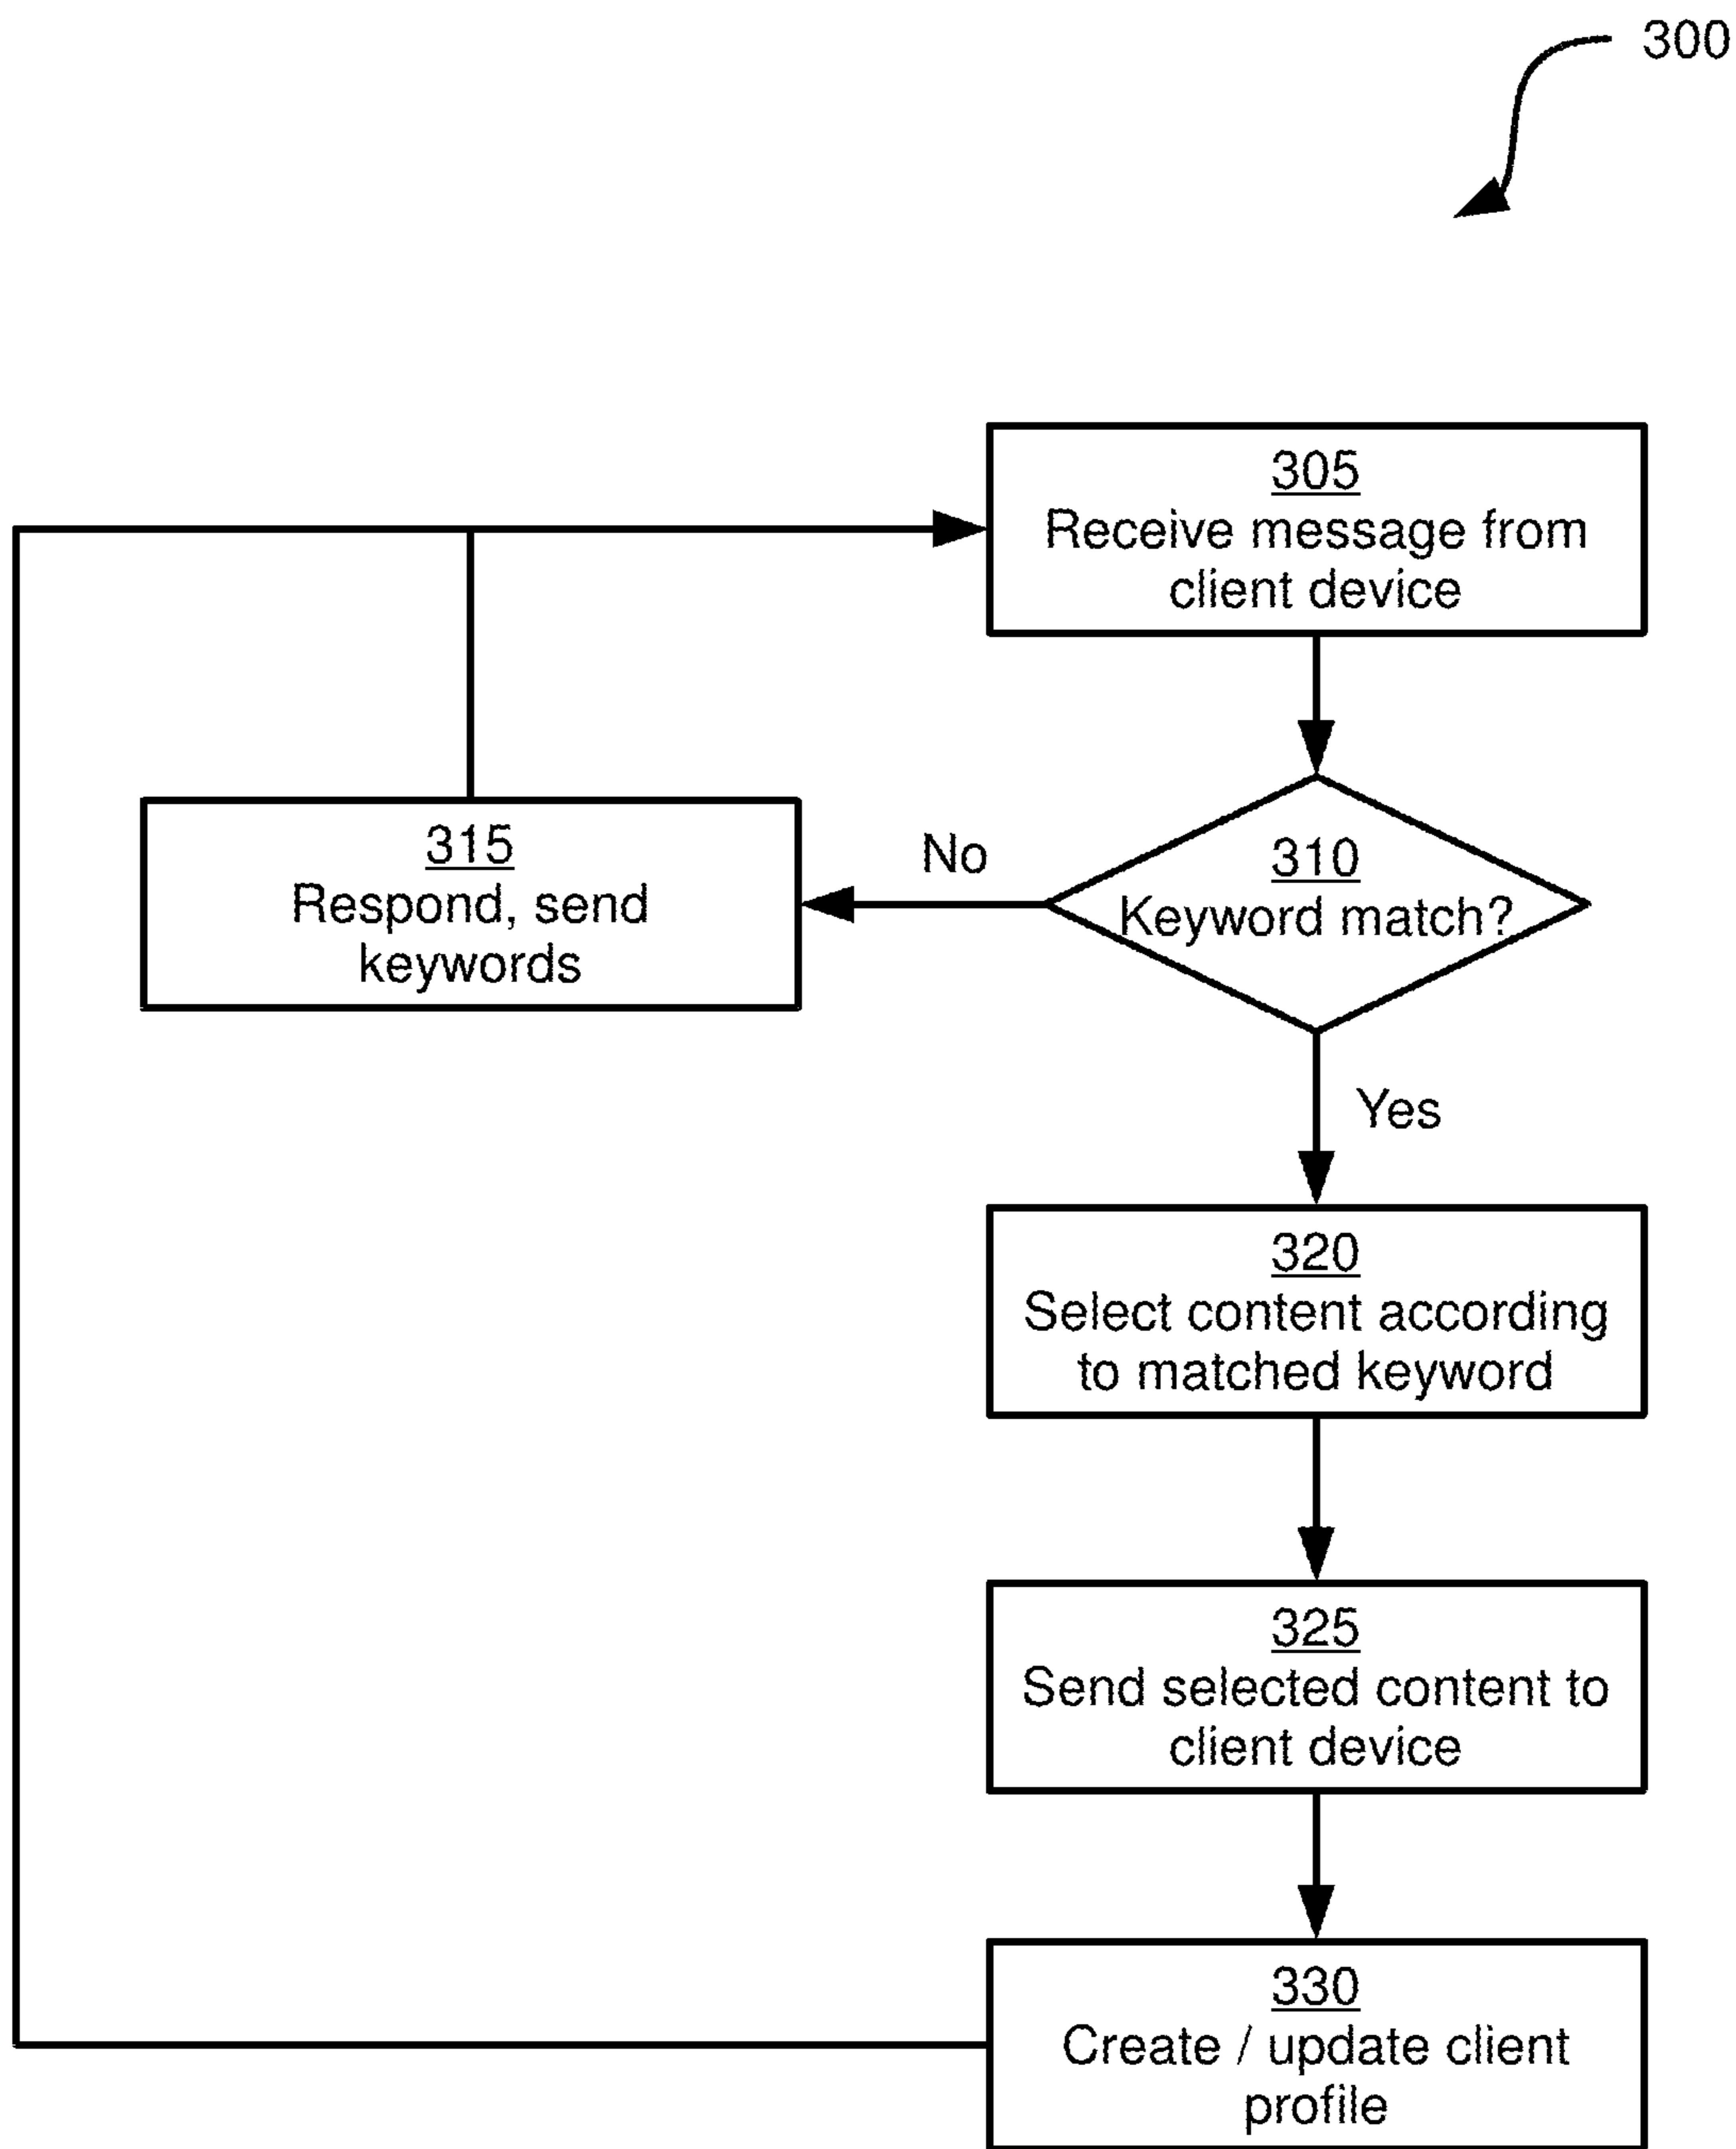 300
305
Receive message from
client device
310
Keyword match?
No
315
Respond, send
keywords
Yes
320
Select content according
to matched keyword
325
Send selected content to
client device
330
Create / update client
profile